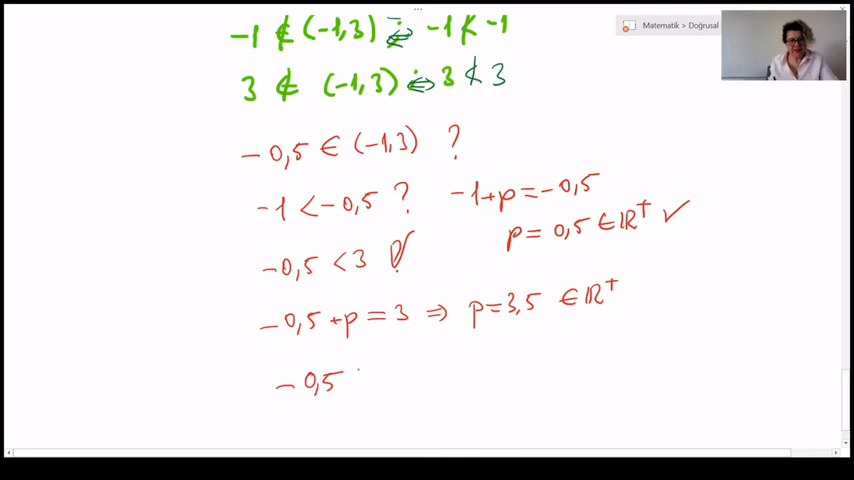 -1 ∉ (-1,3) ⇔ -1 ≮ -1
Matematik > Doğrusal
3 ∉ (-1,3) ⇔ 3 ≮ 3
-0,5 ∈ (-1,3) ?
-1 < -0,5 ? -1+p = -0,5
p = 0,5 ∈ ℝ⁺ ✓
-0,5 < 3
-0,5 + p = 3 ⇒ p = 3,5 ∈ ℝ⁺
-0,5